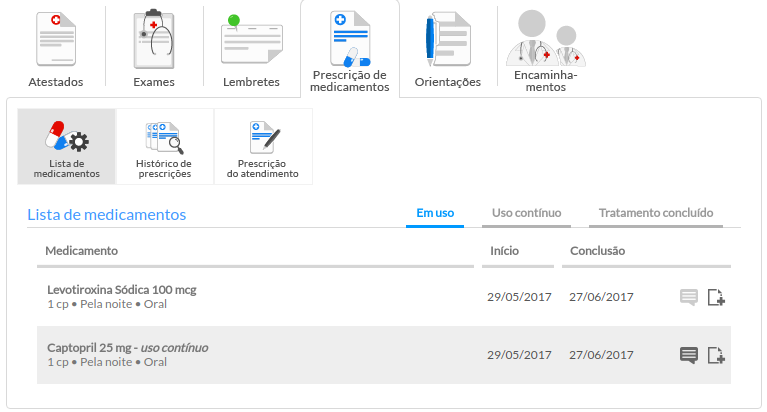 Atestados
Exames
Lembretes
Prescrição de
medicamentos
Orientações
Encaminha-
mentos
Lista de
medicamentos
Histórico de
prescrições
Prescrição
do atendimento
Lista de medicamentos
Em uso
Uso contínuo
Tratamento concluído
Medicamento
Início
Conclusão
Levotiroxina Sódica 100 mcg
1 cp • Pela noite • Oral
29/05/2017
27/06/2017
Captopril 25 mg - uso contínuo
1 cp • Pela noite • Oral
29/05/2017
27/06/2017